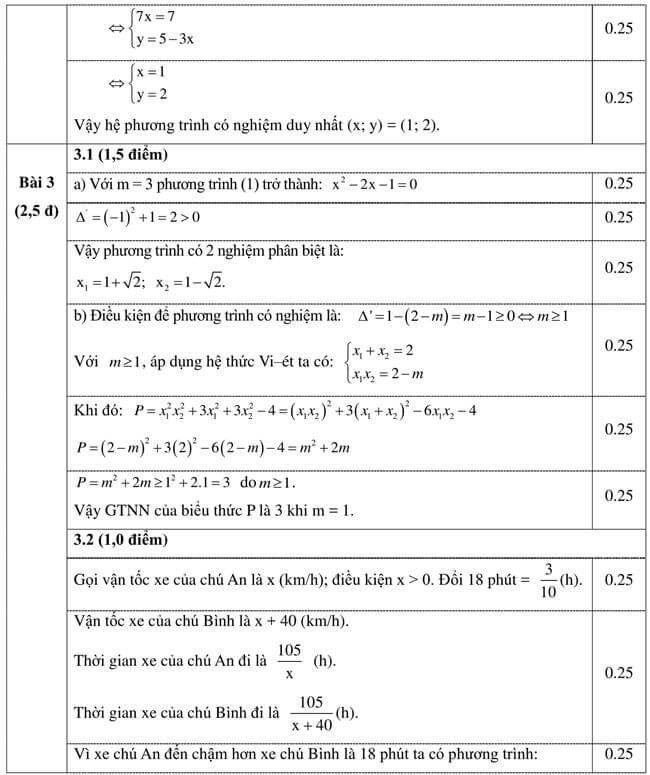 ⇔ {7x = 7
y = 5 − 3x
0.25
⇔ {x = 1
y = 2
Vậy hệ phương trình có nghiệm duy nhất (x; y) = (1; 2).
0.25
Bài 3
(2,5 đ)
3.1 (1,5 điểm)
a) Với m = 3 phương trình (1) trở thành: x² − 2x − 1 = 0
0.25
Δ' = (−1)² + 1 = 2 > 0
0.25
Vậy phương trình có 2 nghiệm phân biệt là:
x₁ = 1 + √2; x₂ = 1 − √2.
0.25
b) Điều kiện để phương trình có nghiệm là: Δ' = 1 − (2 − m) = m − 1 ≥ 0 ⇔ m ≥ 1
Với m ≥ 1, áp dụng hệ thức Vi–ét ta có: {x₁ + x₂ = 2
x₁x₂ = 2 − m
0.25
Khi đó: P = x₁²x₂² + 3x₁² + 3x₂² − 4 = (x₁x₂)² + 3(x₁ + x₂)² − 6x₁x₂ − 4
P = (2 − m)² + 3(2)² − 6(2 − m) − 4 = m² + 2m
0.25
P = m² + 2m ≥ 1² + 2.1 = 3 do m ≥ 1.
Vậy GTNN của biểu thức P là 3 khi m = 1.
0.25
3.2 (1,0 điểm)
Gọi vận tốc xe của chú An là x (km/h); điều kiện x > 0. Đổi 18 phút = 3/10 (h).
0.25
Vận tốc xe của chú Bình là x + 40 (km/h).
Thời gian xe của chú An đi là 105/x (h).
Thời gian xe của chú Bình đi là 105/(x + 40) (h).
0.25
Vì xe chú An đến chậm hơn xe chú Bình là 18 phút ta có phương trình:
0.25